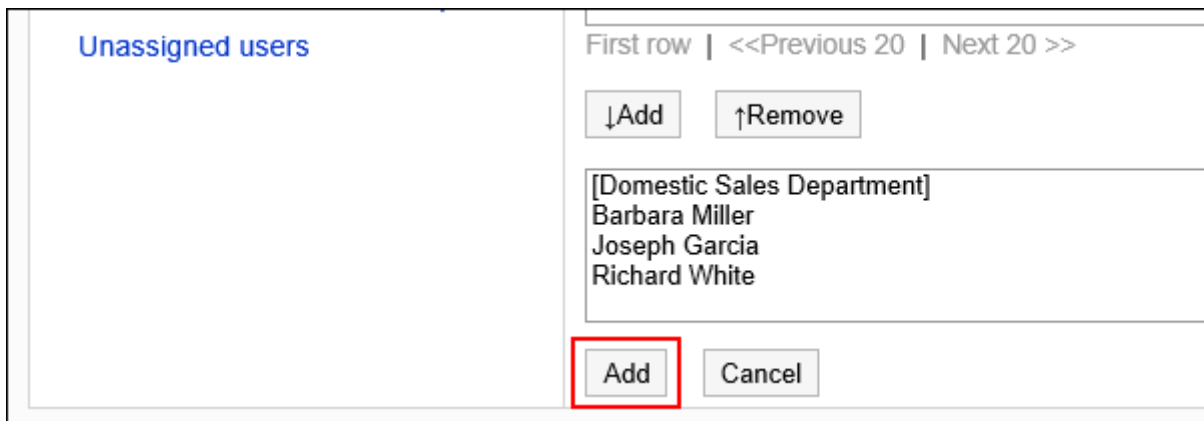 Unassigned users
First row | <<Previous 20 | Next 20 >>
↓Add ↑Remove
[Domestic Sales Department]
Barbara Miller
Joseph Garcia
Richard White
Add Cancel